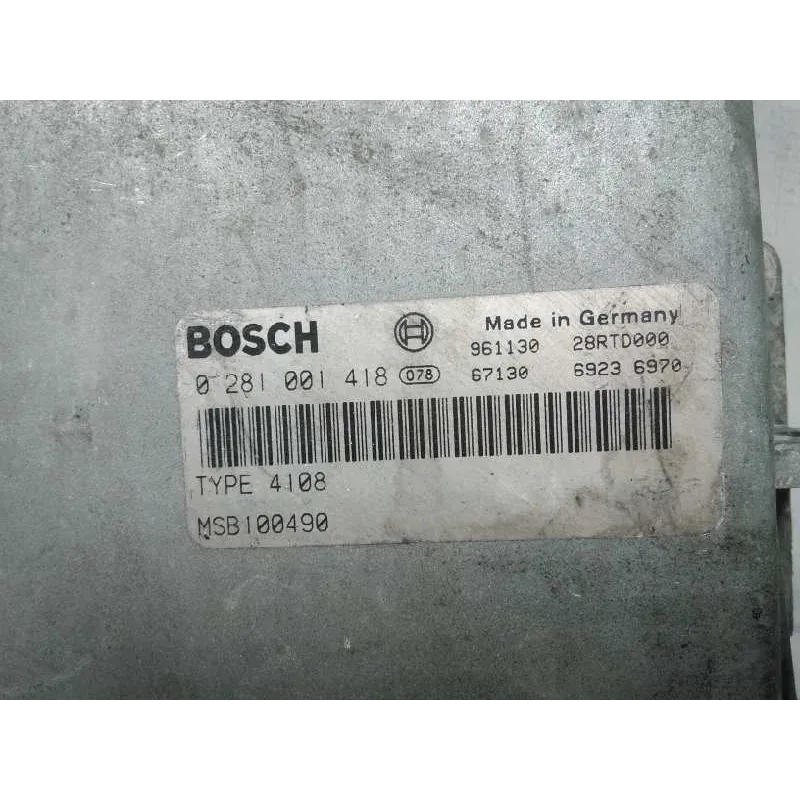 BOSCH Made in Germany
961130 28RTD000
0 281 001 418 078 67130 6923 6970
TYPE 4108
MSB100490